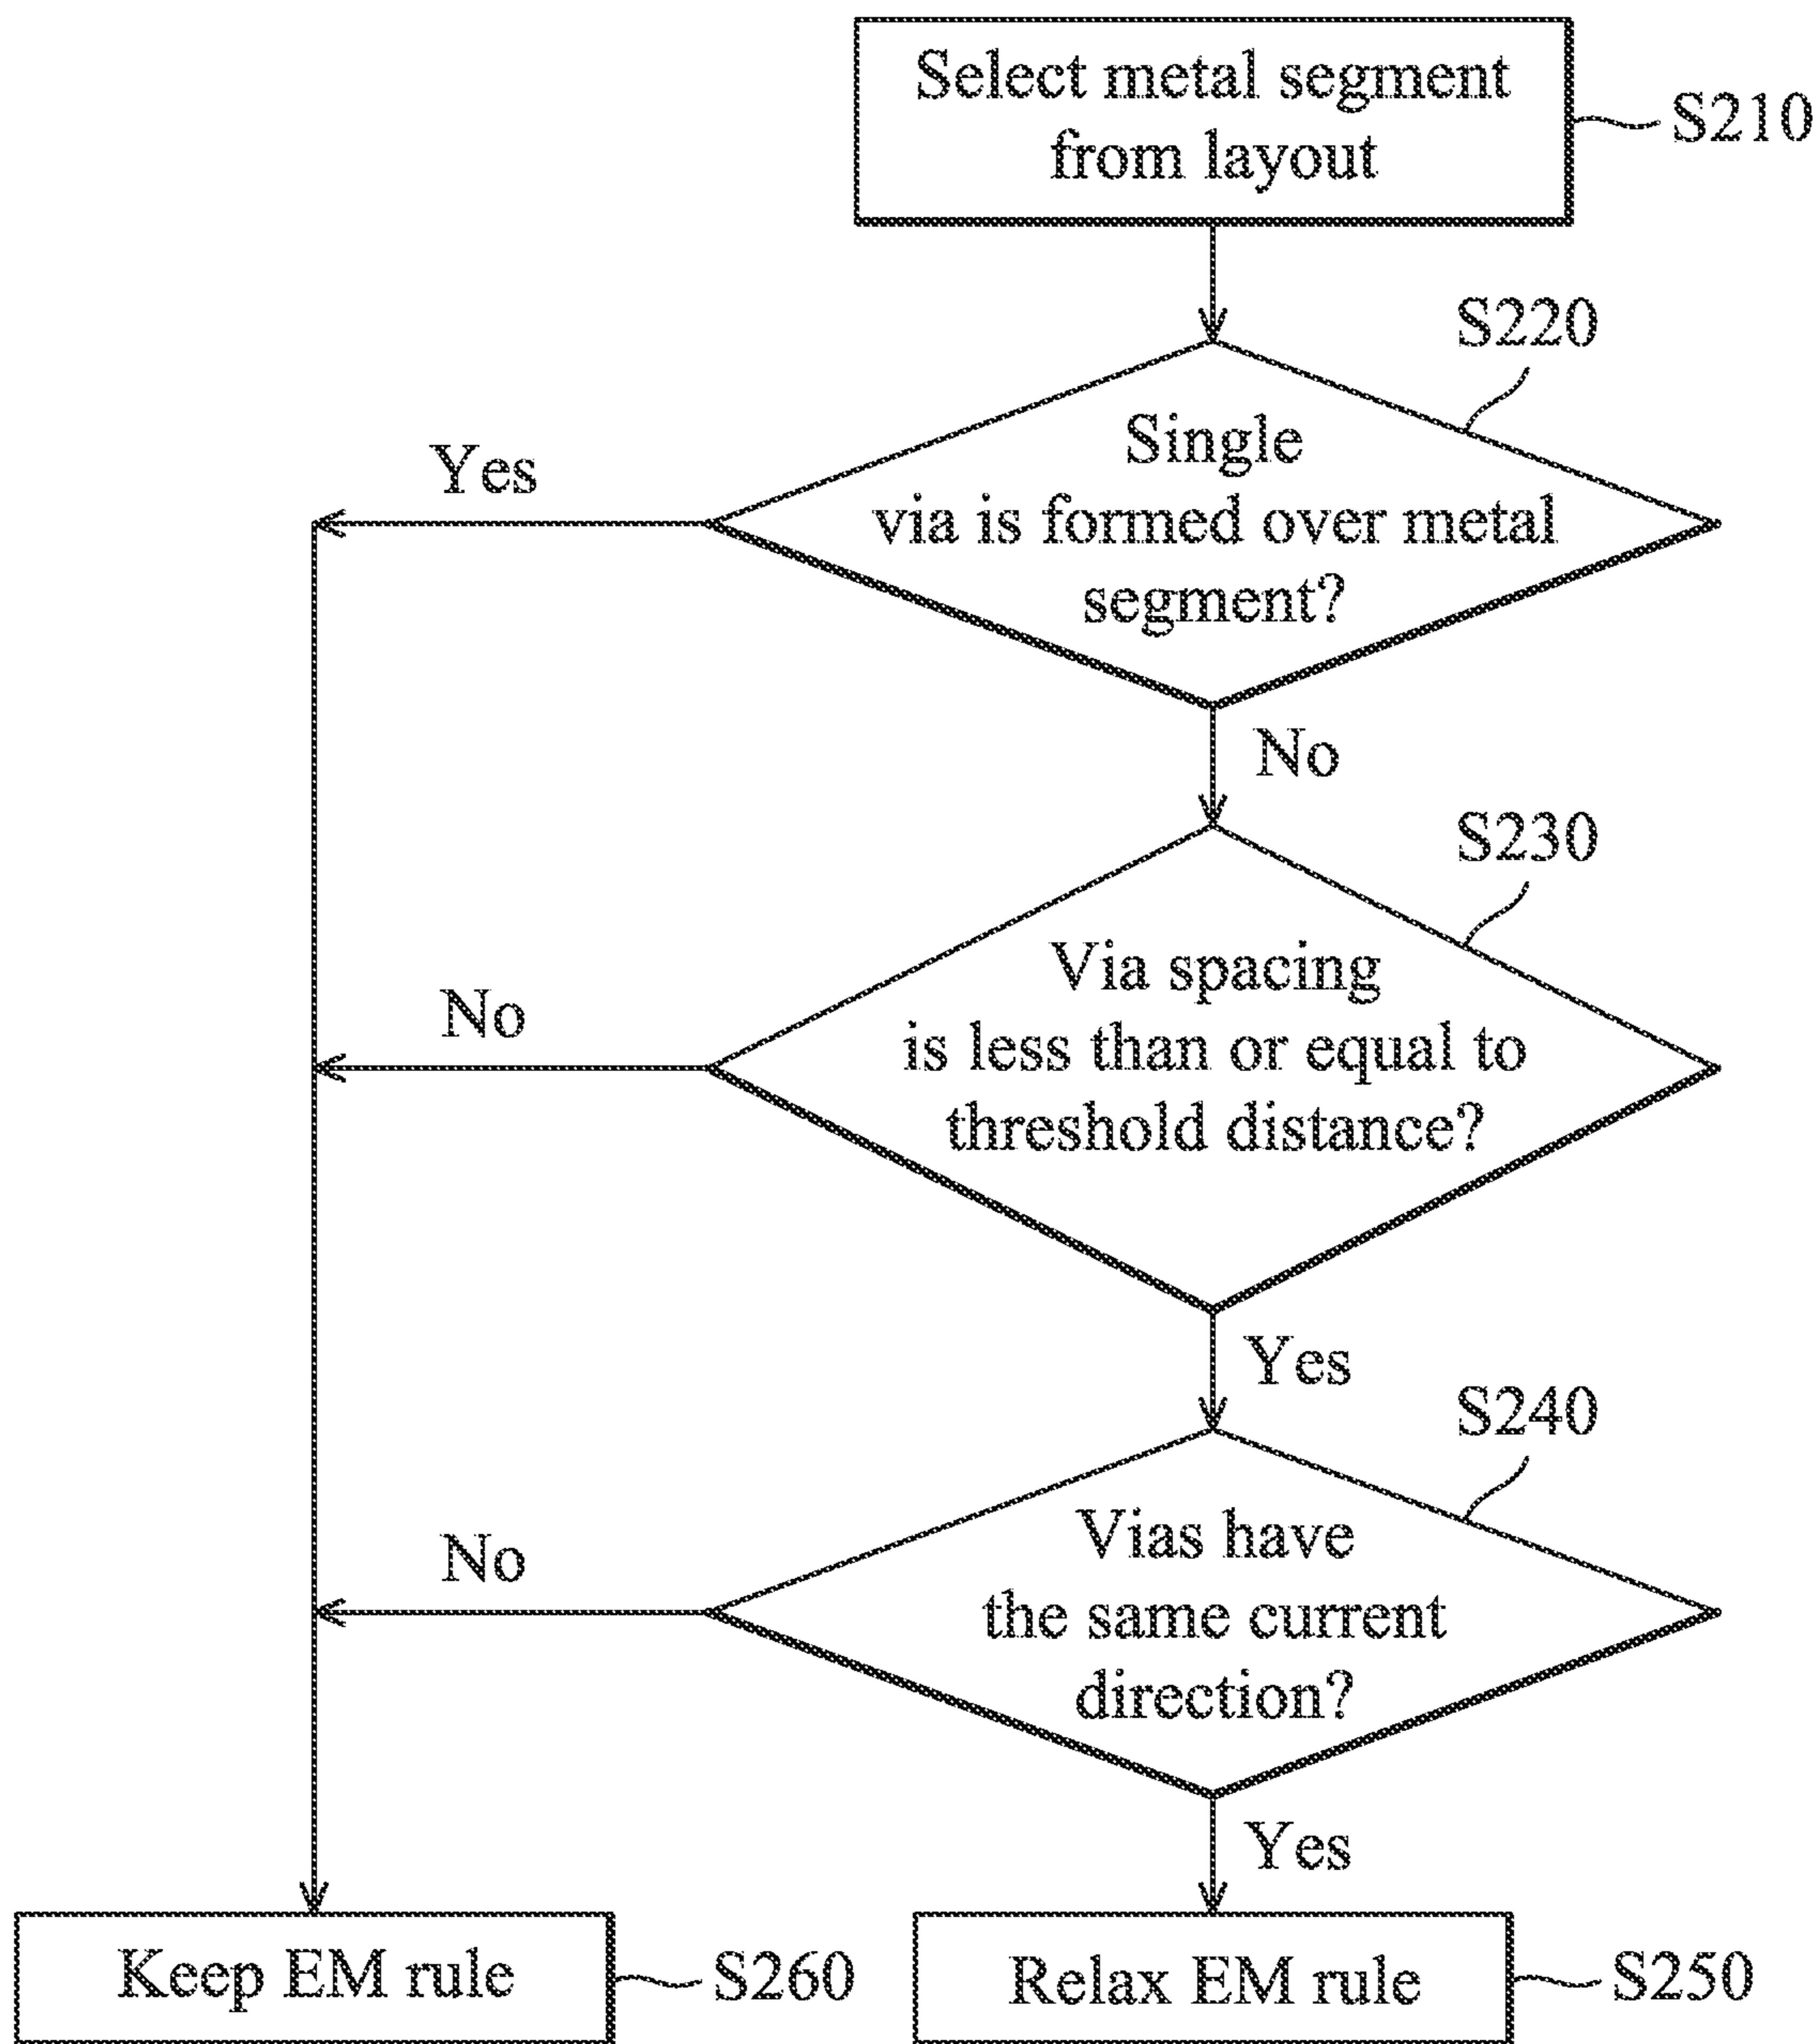 Select metal segment
from layout
S210
S220
Single
via is formed over metal
segment?
Yes
No
S230
Via spacing
is less than or equal to
threshold distance?
No
Yes
S240
Vias have
the same current
direction?
No
Yes
Keep EM rule
S260
Relax EM rule
S250